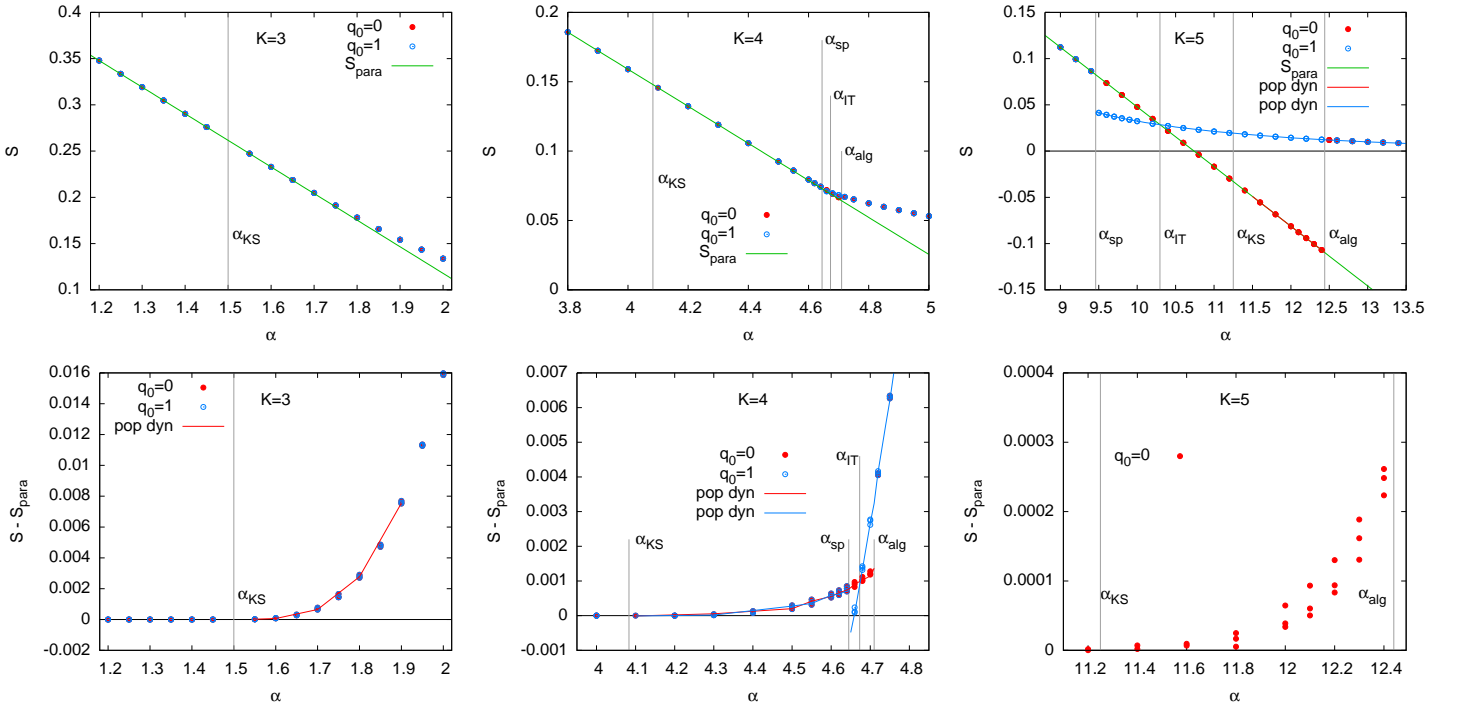 K=3
q0=0
q0=1
Spara
αKS
0.4
0.35
0.3
0.25
0.2
0.15
0.1
S
1.2 1.3 1.4 1.5 1.6 1.7 1.8 1.9 2
α
K=4
αsp
αIT
αalg
αKS
q0=0
q0=1
Spara
0.2
0.15
0.1
0.05
0
S
3.8 4 4.2 4.4 4.6 4.8 5
α
K=5
q0=0
q0=1
Spara
pop dyn
pop dyn
αsp
αIT
αKS
αalg
0.15
0.1
0.05
0
-0.05
-0.1
-0.15
S
9 9.5 10 10.5 11 11.5 12 12.5 13 13.5
α
q0=0
q0=1
pop dyn
K=3
αKS
0.016
0.014
0.012
0.01
0.008
0.006
0.004
0.002
0
-0.002
S - Spara
1.2 1.3 1.4 1.5 1.6 1.7 1.8 1.9 2
α
K=4
q0=0
q0=1
pop dyn
pop dyn
αIT
αKS
αsp
αalg
0.007
0.006
0.005
0.004
0.003
0.002
0.001
0
-0.001
S - Spara
4 4.1 4.2 4.3 4.4 4.5 4.6 4.7 4.8
α
K=5
q0=0
αKS
αalg
0.0004
0.0003
0.0002
0.0001
0
S - Spara
11.2 11.4 11.6 11.8 12 12.2 12.4
α